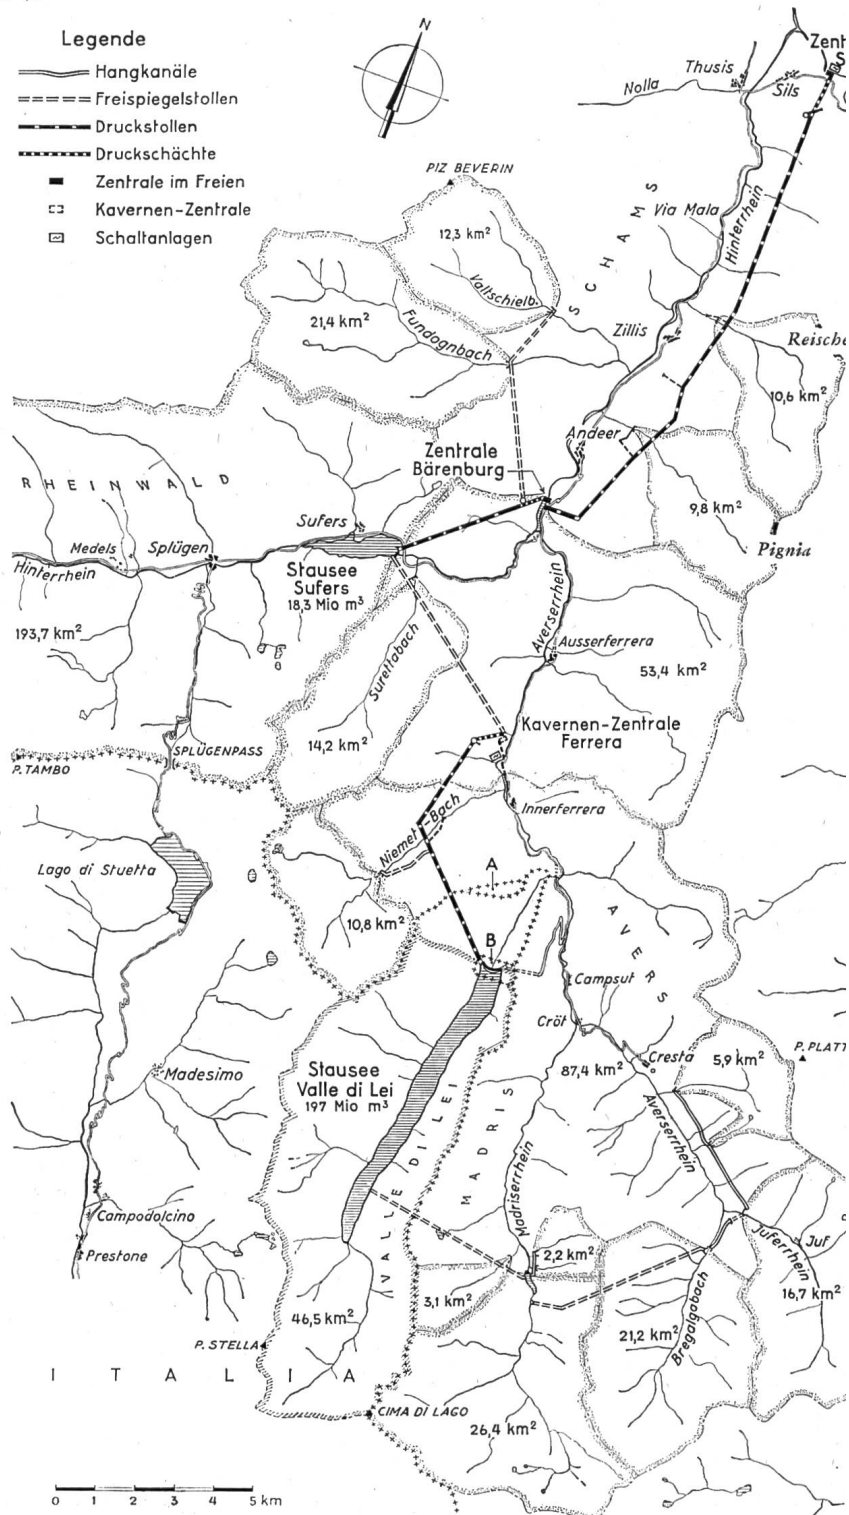 Legende
Hangkanäle
Freispiegelstollen
Druckstollen
Druckschächte
Zentrale im Freien
Kavernen-Zentrale
Schaltanlagen
N
Thusis
Nolla
Sils
PIZ BEVERIN
SCHAMS
Via Mala
Hinterrhein
12,3 km²
Valtschielb.
21,4 km²
Fundognbach
Zillis
10,6 km²
Andeer
Zentrale
Bärenburg
9,8 km²
RHEINWALD
Sufers
Pignia
Medels
Splügen
Hinterrhein
Stausee
Sufers
18,3 Mio m³
193,7 km²
Surettabach
Averserrhein
Ausserferrera
53,4 km²
14,2 km²
Kavernen-Zentrale
Ferrera
SPLÜGENPASS
P. TAMBO
Innerferrera
Niemet-Bach
Lago di Stuetta
A
10,8 km²
B
AVERS
Campsut
Cröt
Cresta
5,9 km²
87,4 km²
Stausee
Valle di Lei
197 Mio m³
Madesimo
VALLE DI LEI
MADRIS
Averserrhein
Madriserrhein
Campodolcino
Prestone
2,2 km²
Juferrhein
Juf
3,1 km²
16,7 km²
46,5 km²
21,2 km²
Bregalgabach
P. STELLA
ITALIA
CIMA DI LAGO
26,4 km²
0 1 2 3 4 5 km